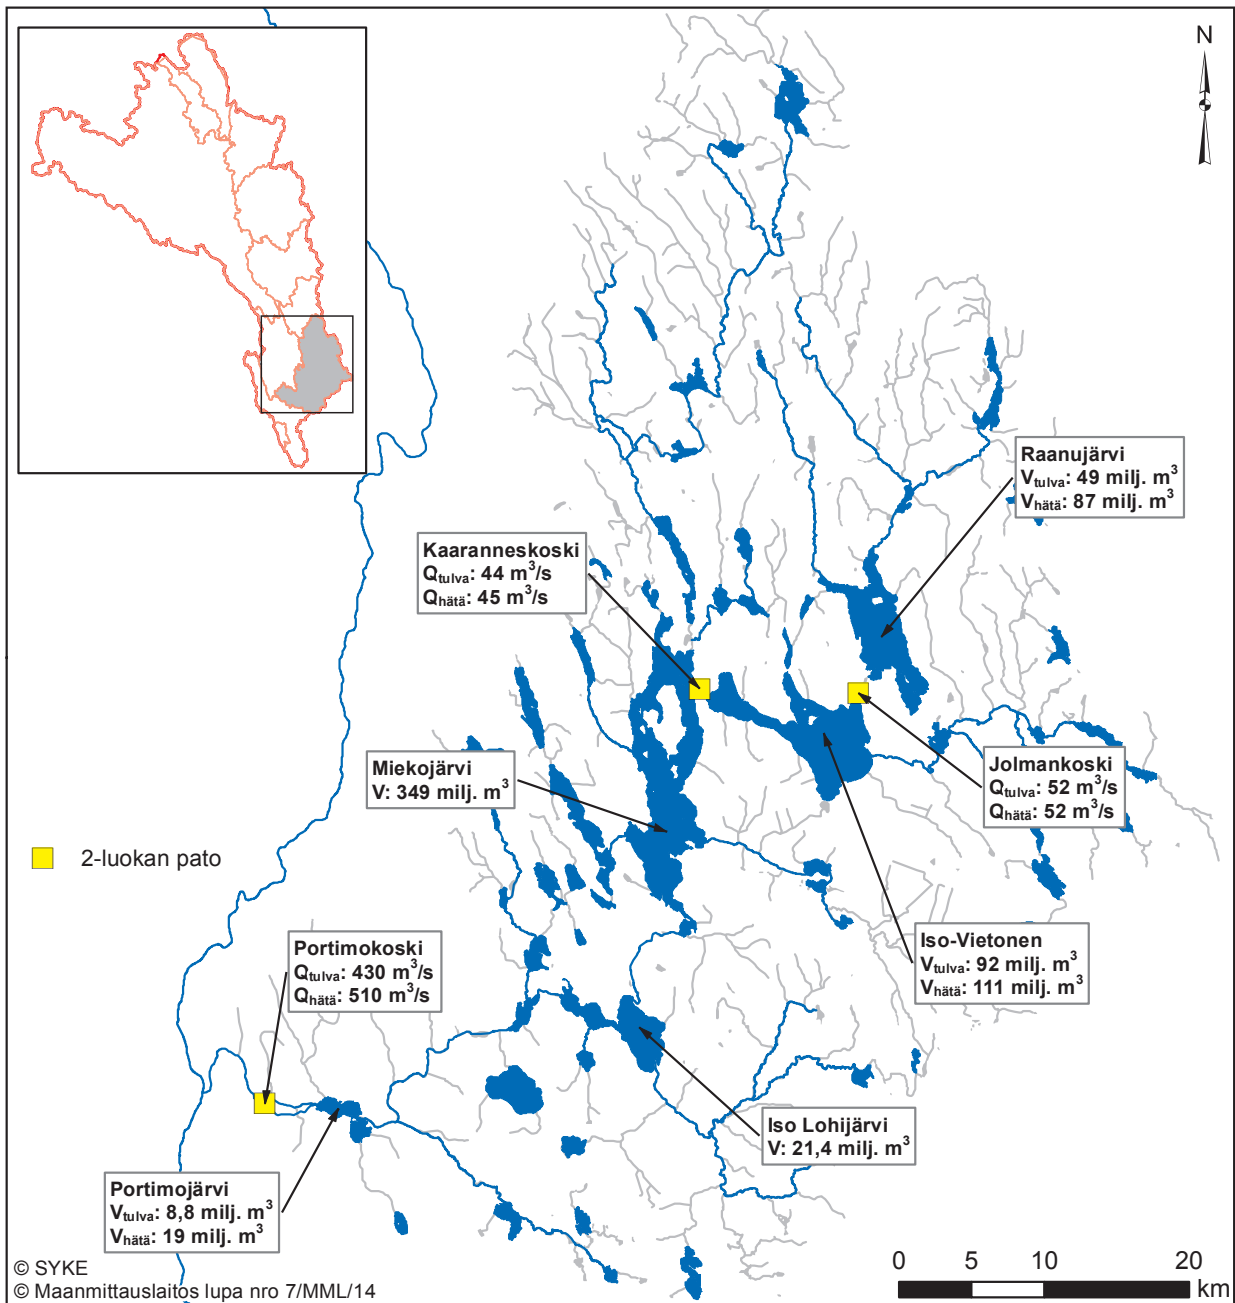 N
Raanujärvi
Vtulva: 49 milj. m³
Vhätä: 87 milj. m³
Kaaranneskoski
Qtulva: 44 m³/s
Qhätä: 45 m³/s
Miekojärvi
V: 349 milj. m³
Jolmankoski
Qtulva: 52 m³/s
Qhätä: 52 m³/s
2-luokan pato
Portimokoski
Qtulva: 430 m³/s
Qhätä: 510 m³/s
Iso-Vietonen
Vtulva: 92 milj. m³
Vhätä: 111 milj. m³
Iso Lohijärvi
V: 21,4 milj. m³
Portimojärvi
Vtulva: 8,8 milj. m³
Vhätä: 19 milj. m³
© SYKE
© Maanmittauslaitos lupa nro 7/MML/14
0 5 10 20
km